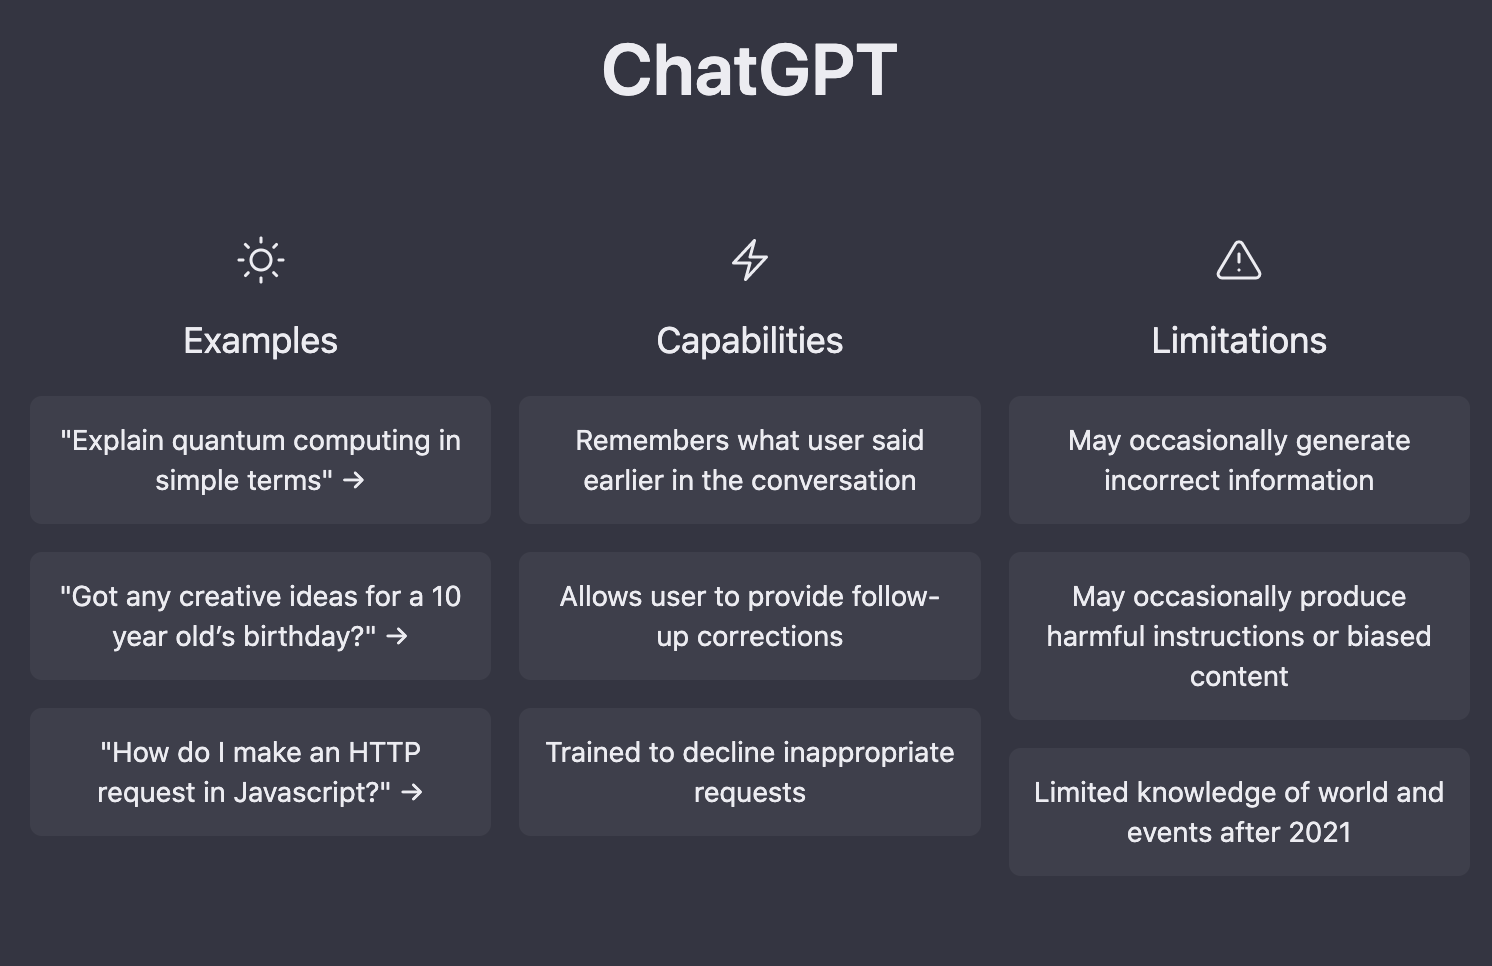 ChatGPT
Examples
"Explain quantum computing in
simple terms" →
"Got any creative ideas for a 10
year old’s birthday?" →
"How do I make an HTTP
request in Javascript?" →
Capabilities
Remembers what user said
earlier in the conversation
Allows user to provide follow-
up corrections
Trained to decline inappropriate
requests
Limitations
May occasionally generate
incorrect information
May occasionally produce
harmful instructions or biased
content
Limited knowledge of world and
events after 2021